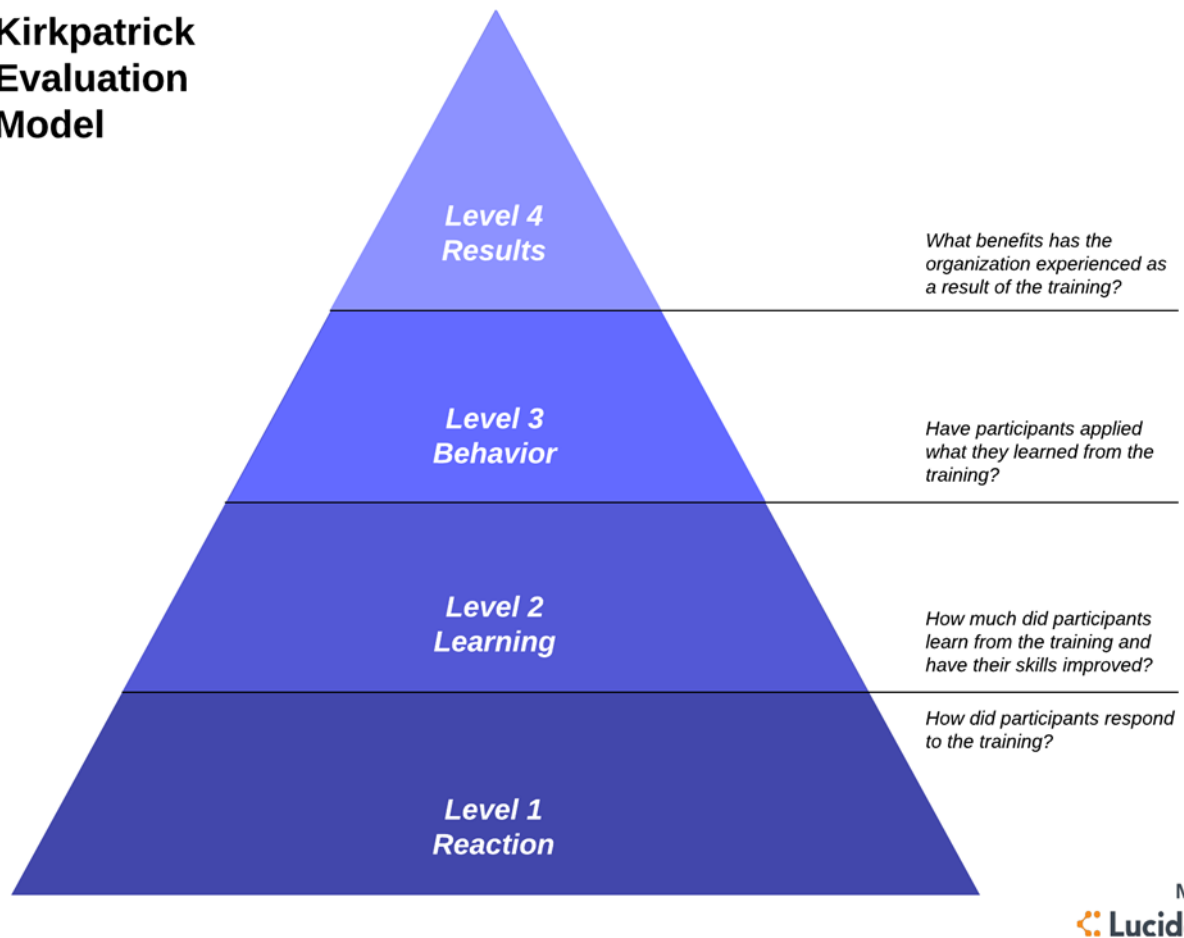 Kirkpatrick
Evaluation
Model
Level 4
Results
What benefits has the
organization experienced as
a result of the training?
Level 3
Behavior
Have participants applied
what they learned from the
training?
Level 2
Learning
How much did participants
learn from the training and
have their skills improved?
How did participants respond
to the training?
Level 1
Reaction
Lucid